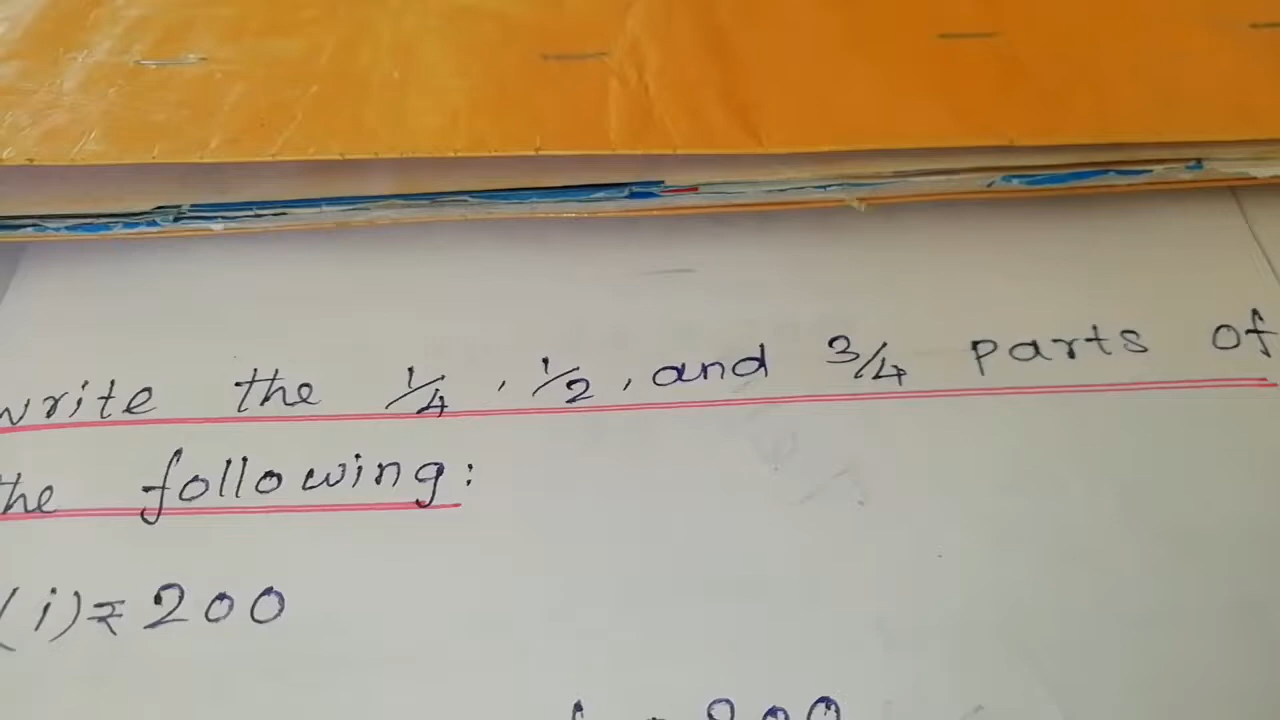 write the 1/4, 1/2, and 3/4 parts of
the following:
(i) ₹ 200